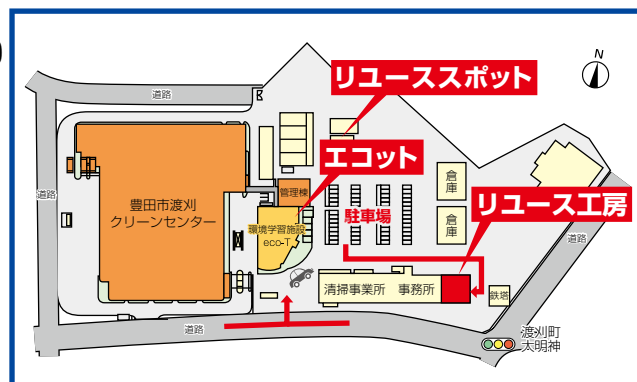 )
N
リユーススポット
道路
エコット
管理棟
倉庫
豊田市渡刈
クリーンセンター
道路
駐車場
倉庫
リユース工房
環境学習施設
eco-T
道路
清掃事業所 事務所
鉄塔
道路
渡刈町
大明神